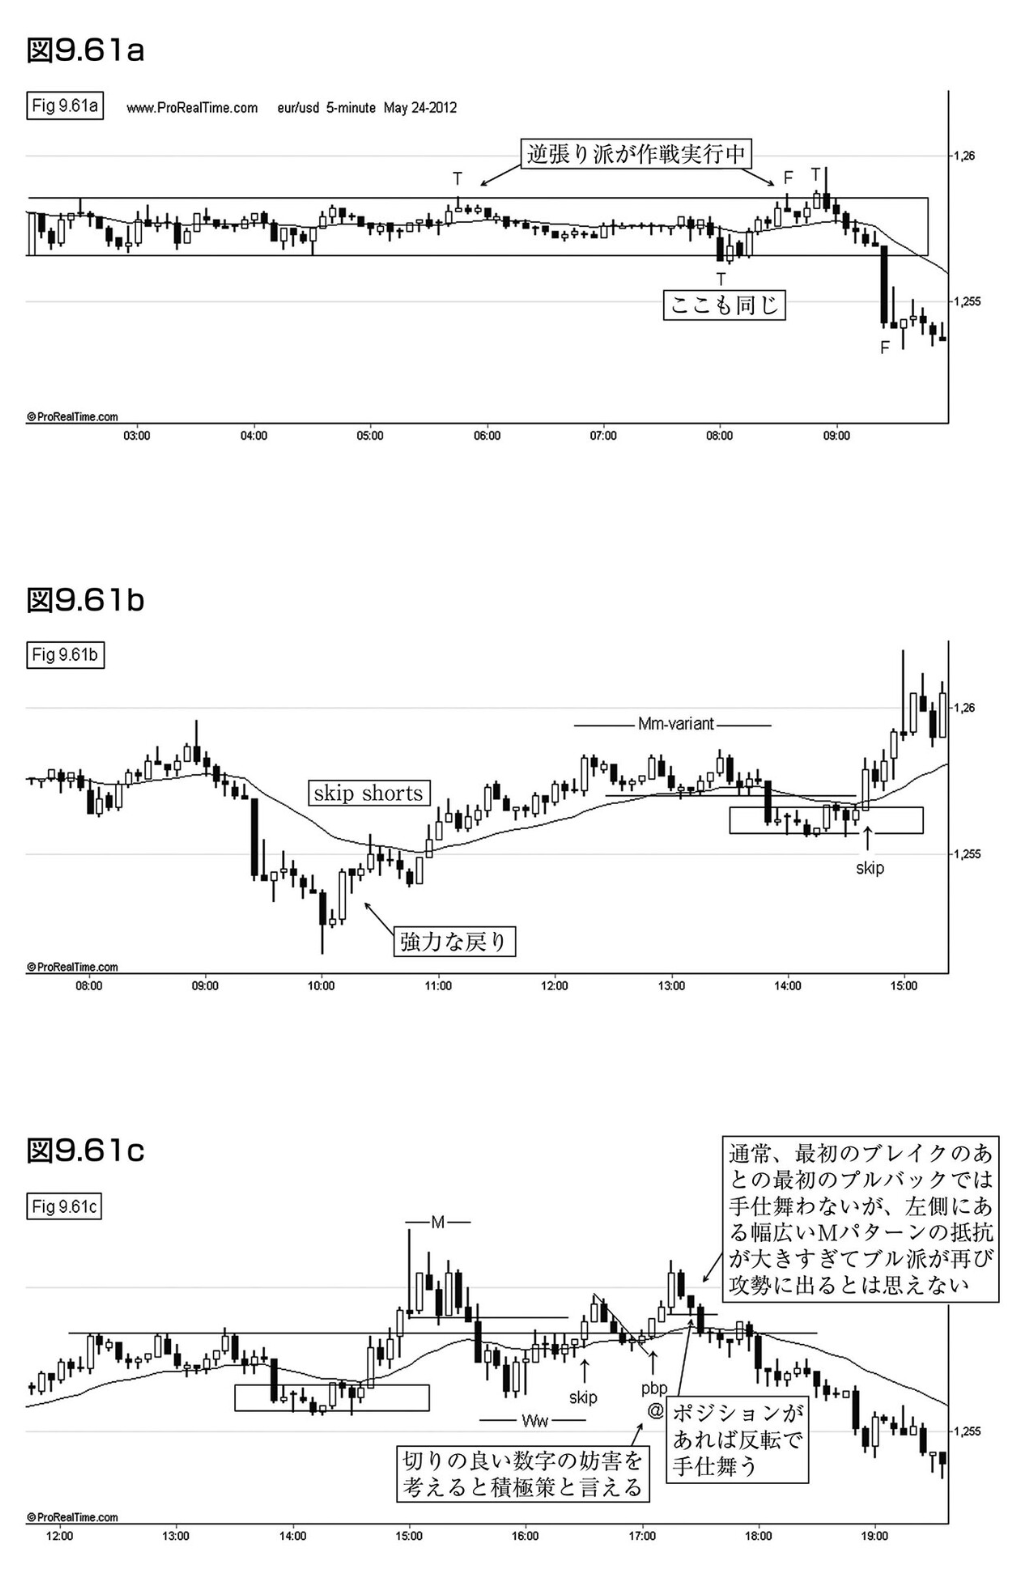 図9.61a
Fig 9.61a www.ProRealTime.com eur/usd 5-minute May 24-2012
逆張り派が作戦実行中
1,26
T
F
T
T
ここも同じ
1,255
F
©ProRealTime.com
03:00 04:00 05:00 06:00 07:00 08:00 09:00
図9.61b
Fig 9.61b
1,26
Mm-variant
skip shorts
1,255
skip
強力な戻り
©ProRealTime.com
08:00 09:00 10:00 11:00 12:00 13:00 14:00 15:00
図9.61c
通常、最初のブレイクのあ
との最初のプルバックでは
手仕舞わないが、左側にあ
る幅広いMパターンの抵抗
が大きすぎてブル派が再び
攻勢に出るとは思えない
Fig 9.61c
M
skip
pbp
@
Ww
ポジションが
あれば反転で
手仕舞う
1,255
切りの良い数字の妨害を
考えると積極策と言える
©ProRealTime.com
12:00 13:00 14:00 15:00 16:00 17:00 18:00 19:00